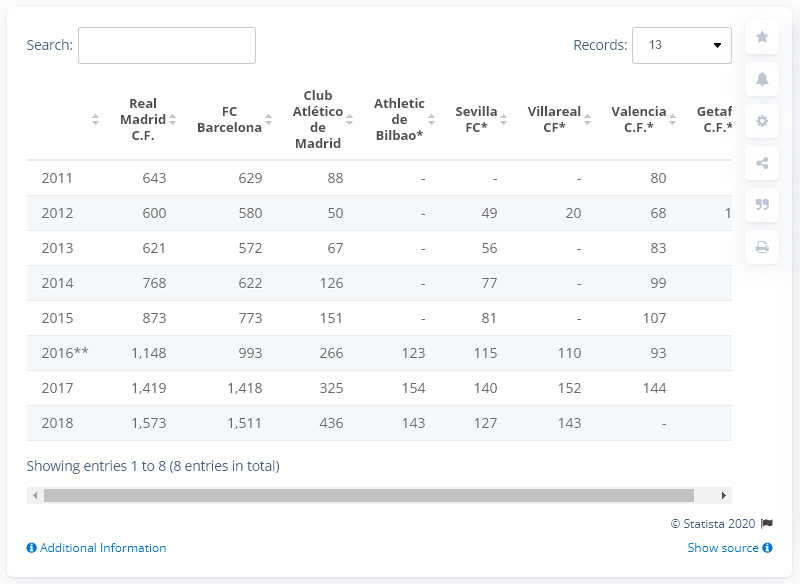 Search:
Records: 13
Real Madrid C.F. FC Barcelona Club Atlético de Madrid Athletic de Bilbao* Sevilla FC* Villareal CF* Valencia C.F.* Getaf C.F.*
2011 643 629 88 - - - 80
2012 600 580 50 - 49 20 68 1
2013 621 572 67 - 56 - 83
2014 768 622 126 - 77 - 99
2015 873 773 151 - 81 - 107
2016** 1,148 993 266 123 115 110 93
2017 1,419 1,418 325 154 140 152 144
2018 1,573 1,511 436 143 127 143 -
Showing entries 1 to 8 (8 entries in total)
© Statista 2020
Additional Information
Show source